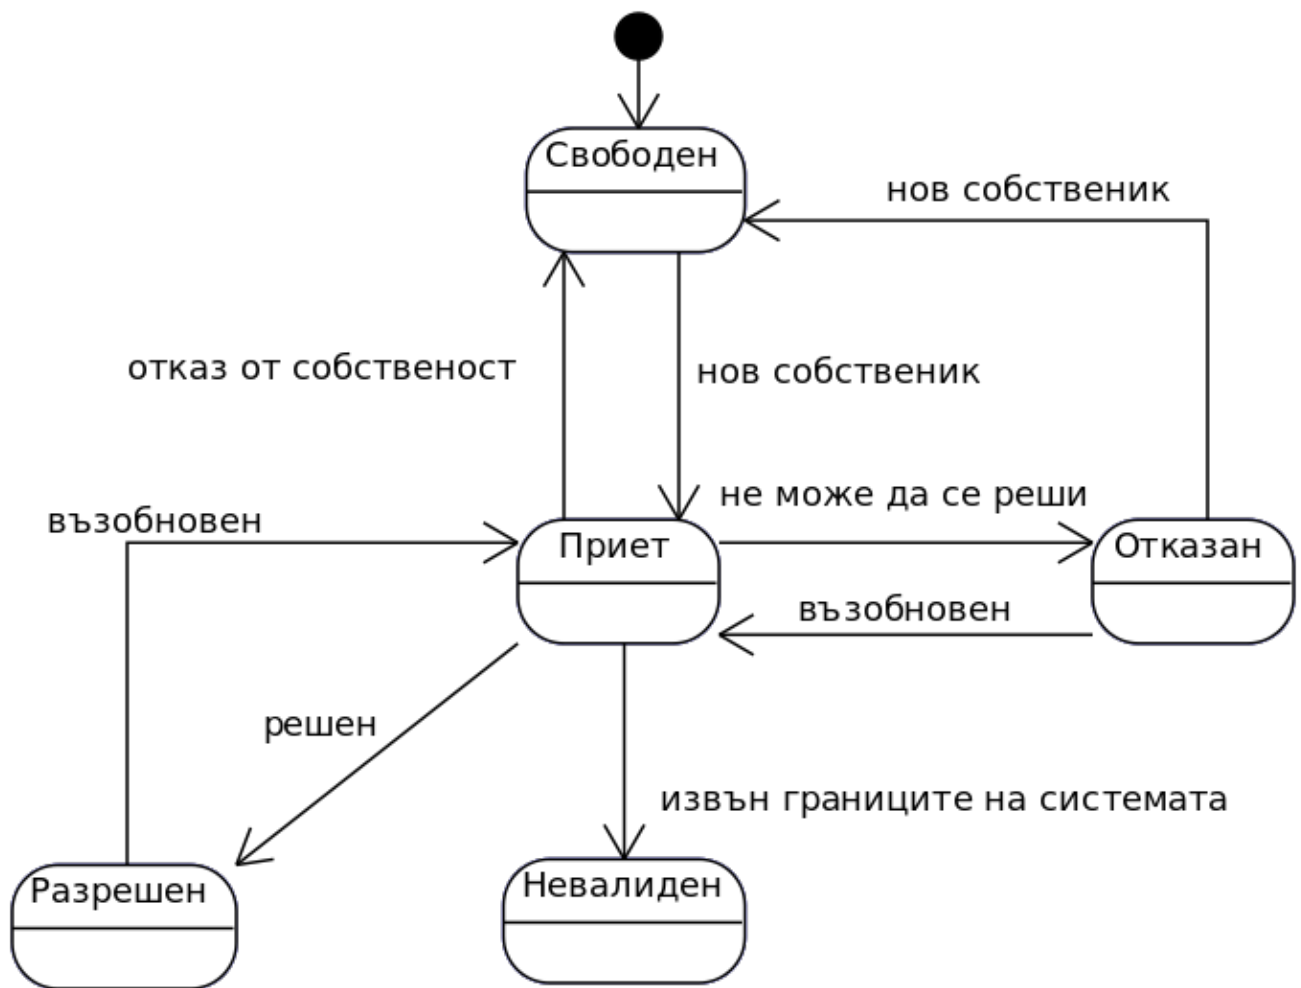 Свободен
нов собственик
отказ от собственост
нов собственик
не може да се реши
възобновен
Приет
Отказан
възобновен
решен
извън границите на системата
Разрешен
Невалиден